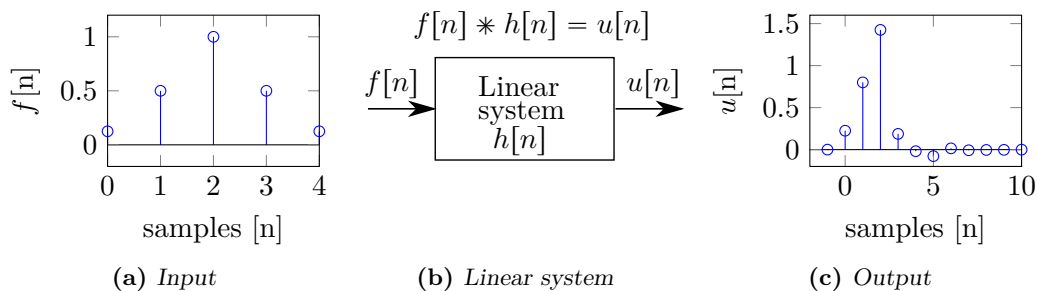 f[n]
1
0.5
0
0 1 2 3 4
samples [n]
(a) Input
f[n] ∗ h[n] = u[n]
f[n]
Linear
system
h[n]
u[n]
(b) Linear system
u[n]
1.5
1
0.5
0
0 5 10
samples [n]
(c) Output